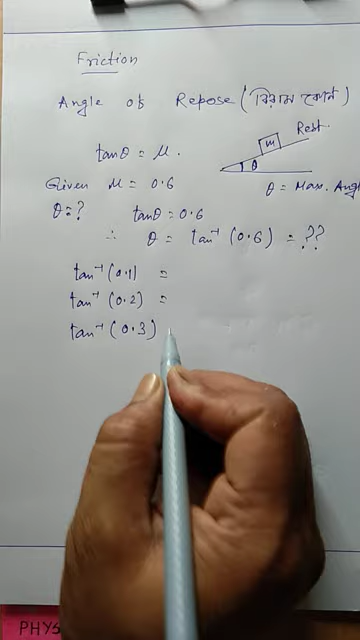 Friction
Angle of Repose (বিরাম কোন)
tanθ = μ.
m
Rest
θ
Given μ = 0.6
θ = Max. Angl
θ=?
tanθ = 0.6
∴ θ = tan⁻¹ (0.6) = ??
tan⁻¹ (0.1) =
tan⁻¹ (0.2) =
tan⁻¹ (0.3)
PHYS